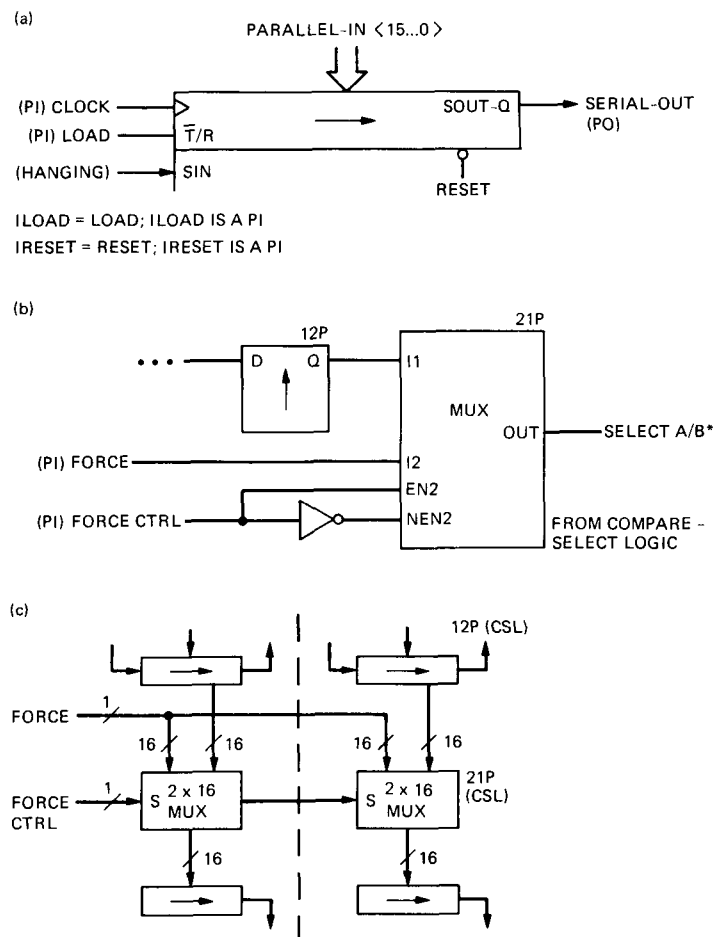 (a)
PARALLEL-IN <15...0>
(PI) CLOCK
SOUT-Q
SERIAL-OUT
(PO)
(PI) LOAD
T̅/R
(HANGING)
SIN
RESET
ILOAD = LOAD; ILOAD IS A PI
IRESET = RESET; IRESET IS A PI
(b)
12P
21P
D
Q
I1
MUX
OUT
SELECT A/B*
(PI) FORCE
I2
EN2
(PI) FORCE CTRL
NEN2
FROM COMPARE -
SELECT LOGIC
(c)
12P (CSL)
FORCE
1
16
16
16
16
FORCE
CTRL
1
S
2 x 16
MUX
S
2 x 16
MUX
21P
(CSL)
16
16